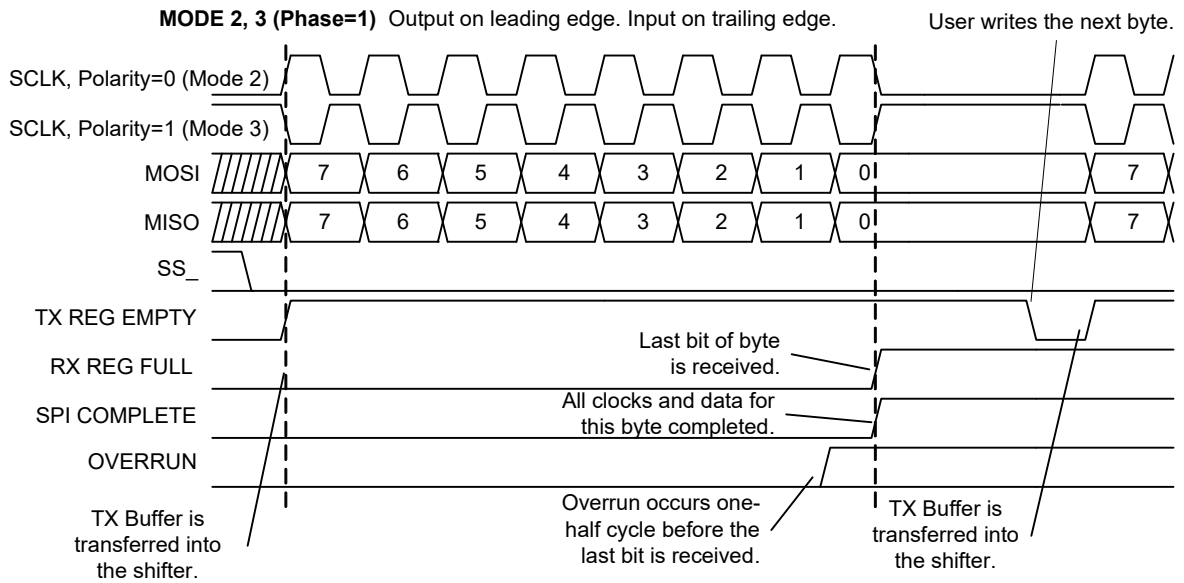 MODE 2, 3 (Phase=1) Output on leading edge. Input on trailing edge.
User writes the next byte.
SCLK, Polarity=0 (Mode 2)
SCLK, Polarity=1 (Mode 3)
MOSI 7 6 5 4 3 2 1 0 7
MISO 7 6 5 4 3 2 1 0 7
SS_
TX REG EMPTY
Last bit of byte
is received.
RX REG FULL
All clocks and data for
this byte completed.
SPI COMPLETE
OVERRUN
TX Buffer is
transferred into
the shifter.
Overrun occurs one-
half cycle before the
last bit is received.
TX Buffer is
transferred into
the shifter.